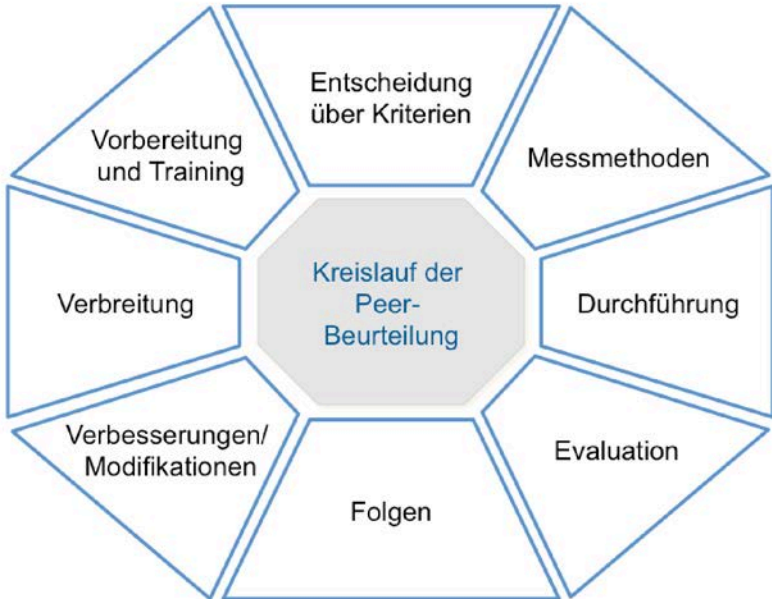 Entscheidung
über Kriterien
Messmethoden
Durchführung
Evaluation
Folgen
Verbesserungen/
Modifikationen
Verbreitung
Vorbereitung
und Training
Kreislauf der
Peer-
Beurteilung